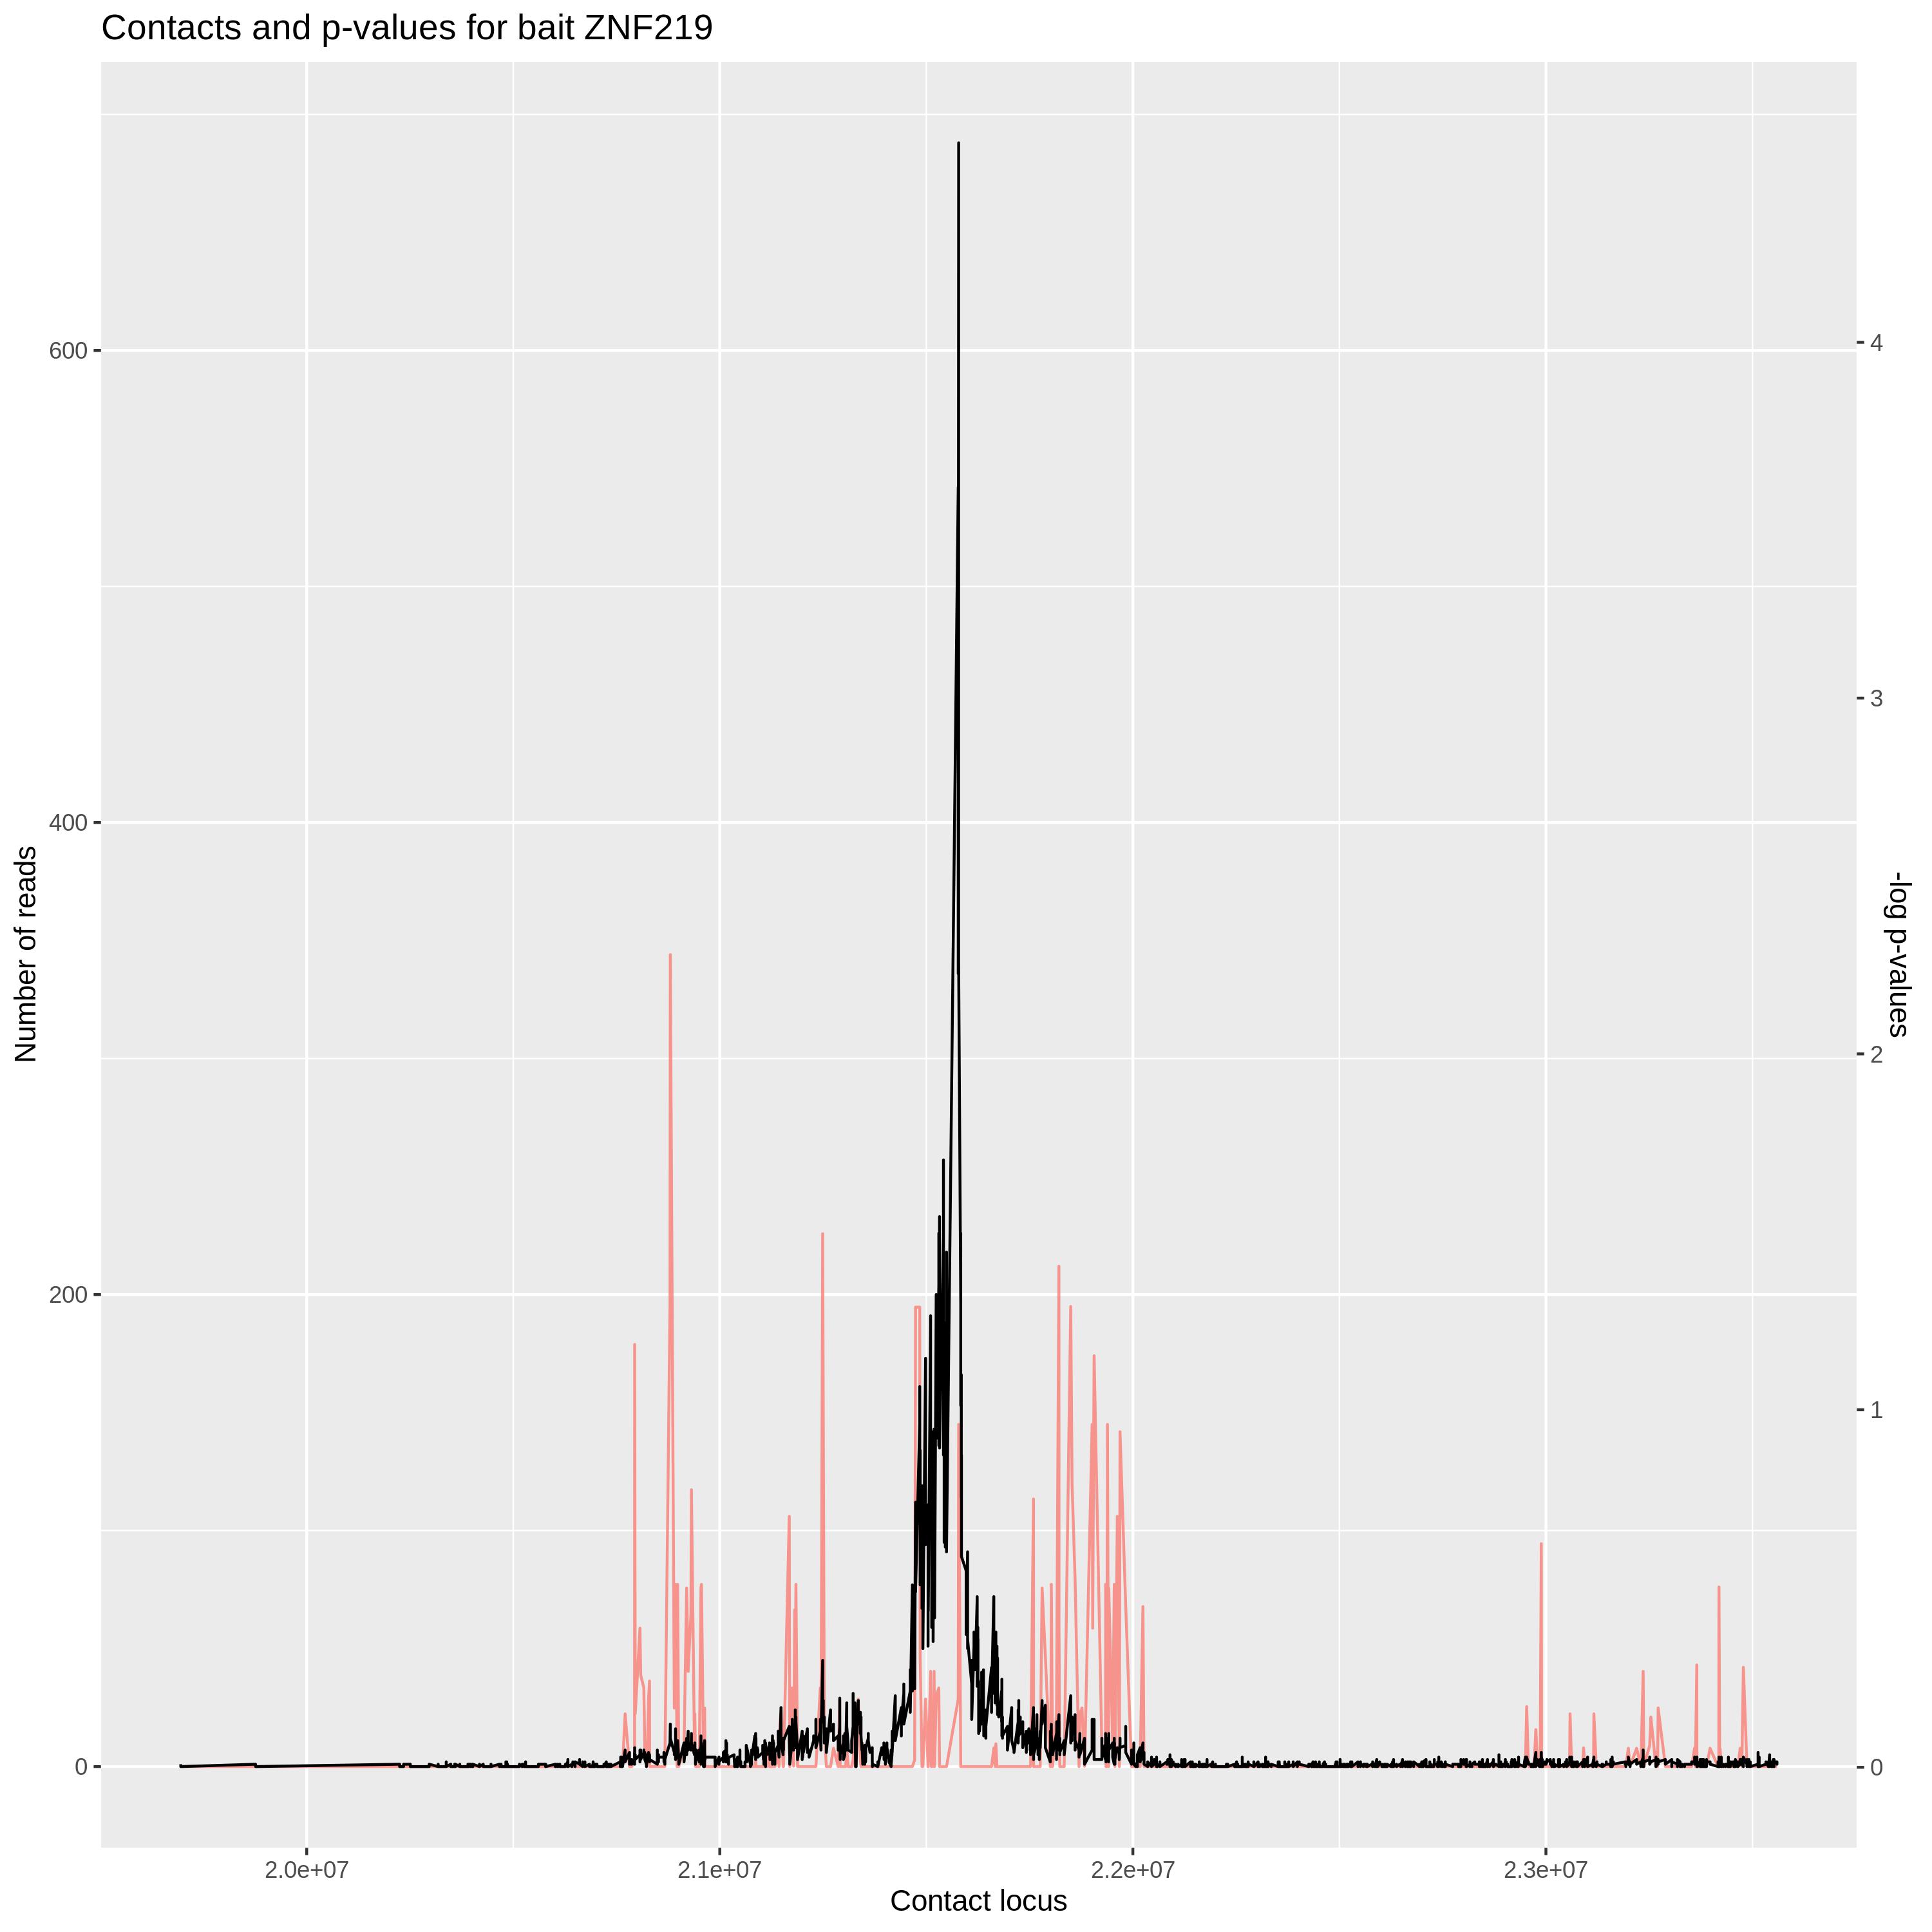 Contacts and p-values for bait ZNF219
600
400
200
0
Number of reads
4
3
2
1
0
-log p-values
2.0e+07 2.1e+07 2.2e+07 2.3e+07
Contact locus